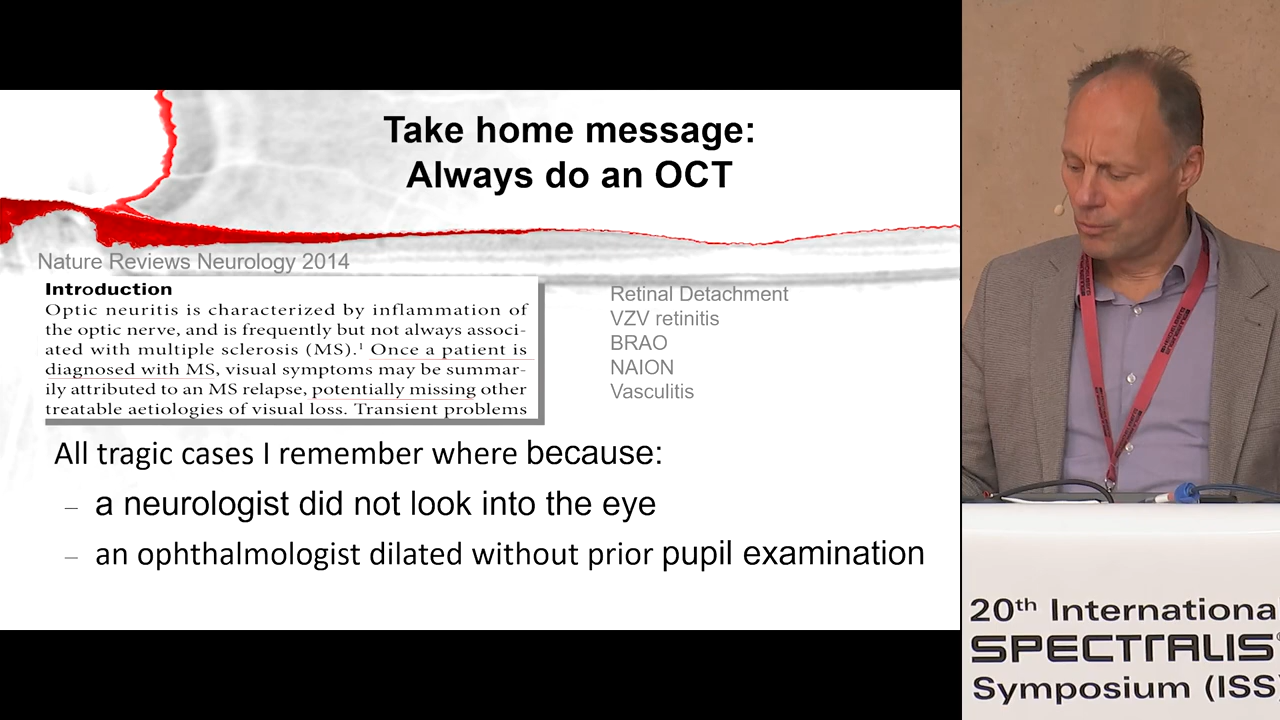 Take home message:
Always do an OCT
Nature Reviews Neurology 2014
Introduction
Optic neuritis is characterized by inflammation of
the optic nerve, and is frequently but not always associ-
ated with multiple sclerosis (MS).¹ Once a patient is
diagnosed with MS, visual symptoms may be summar-
ily attributed to an MS relapse, potentially missing other
treatable aetiologies of visual loss. Transient problems
Retinal Detachment
VZV retinitis
BRAO
NAION
Vasculitis
All tragic cases I remember where because:
– a neurologist did not look into the eye
– an ophthalmologist dilated without prior pupil examination
20th Internationa
SPECTRALIS®
Symposium (ISS)